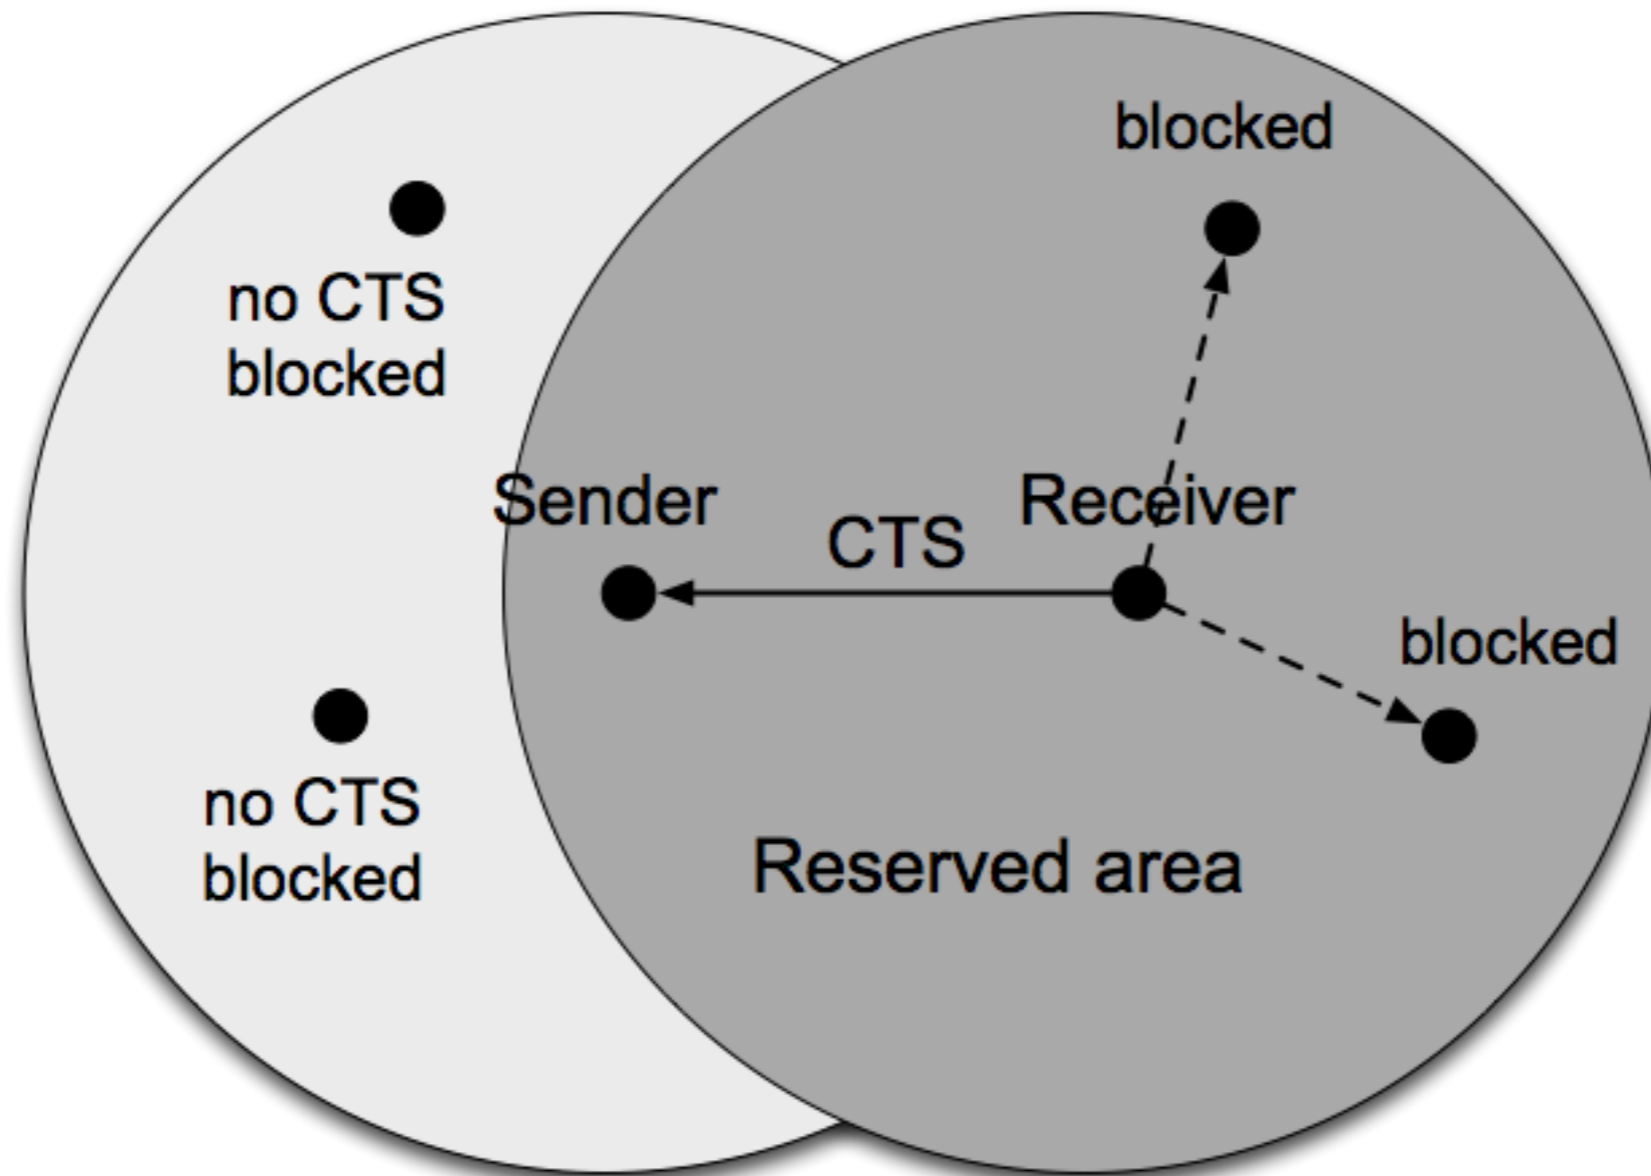 blocked
no CTS
blocked
Sender
Receiver
CTS
blocked
no CTS
blocked
Reserved area